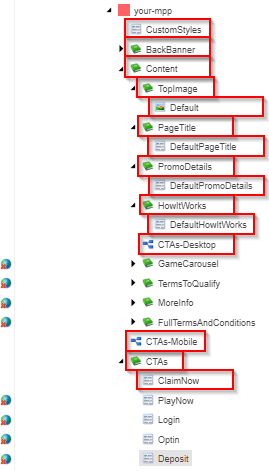 your-mpp
CustomStyles
BackBanner
Content
TopImage
Default
PageTitle
DefaultPageTitle
PromoDetails
DefaultPromoDetails
HowItWorks
DefaultHowItWorks
CTAs-Desktop
GameCarousel
TermsToQualify
MoreInfo
FullTermsAndConditions
CTAs-Mobile
CTAs
ClaimNow
PlayNow
Login
Optin
Deposit